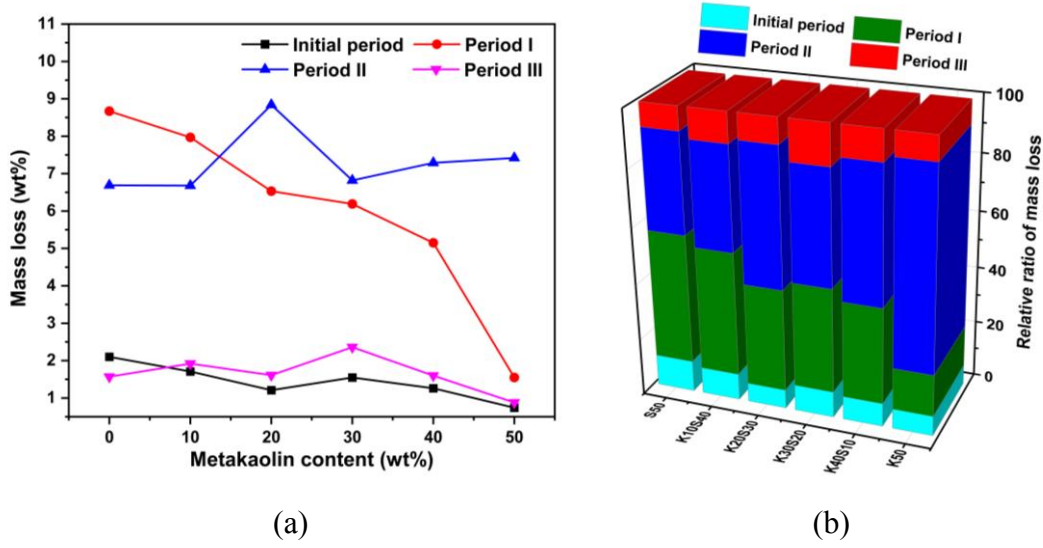 Initial period Period I
Period II Period III
Mass loss (wt%)
11
10
9
8
7
6
5
4
3
2
1
0 10 20 30 40 50
Metakaolin content (wt%)
(a)
Initial period Period I
Period II Period III
100
80
60
40
20
0
Relative ratio of mass loss
S50
K10S40
K20S30
K30S20
K40S10
K50
(b)